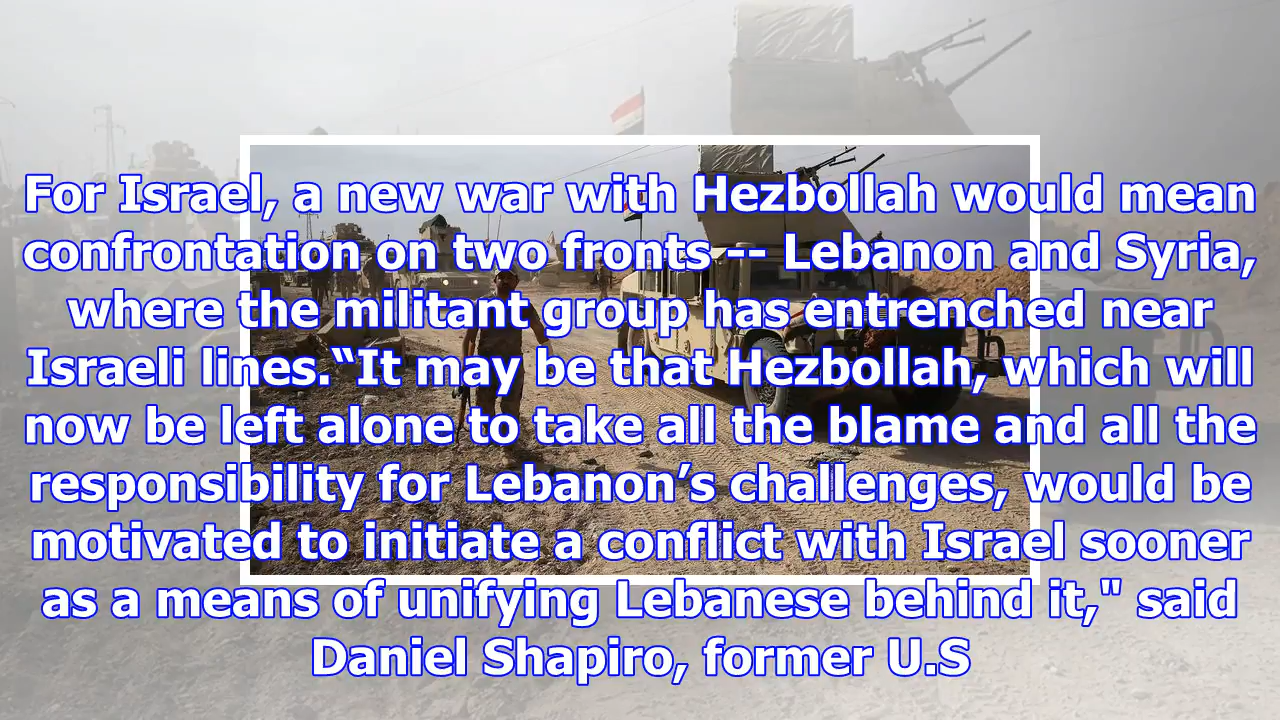 For Israel, a new war with Hezbollah would mean
confrontation on two fronts -- Lebanon and Syria,
where the militant group has entrenched near
Israeli lines.“It may be that Hezbollah, which will
now be left alone to take all the blame and all the
responsibility for Lebanon’s challenges, would be
motivated to initiate a conflict with Israel sooner
as a means of unifying Lebanese behind it," said
Daniel Shapiro, former U.S